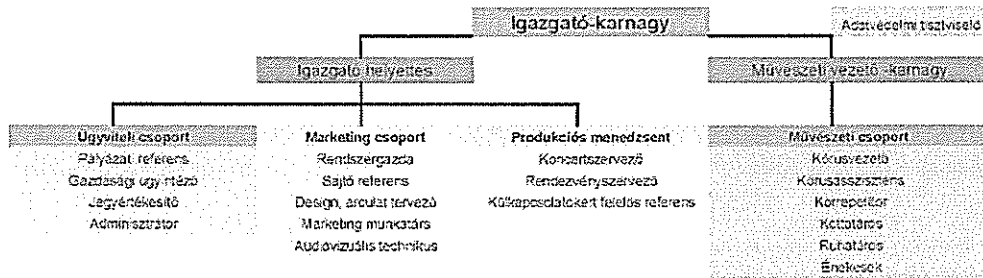 Igazgató-karnagy
Adatvédelmi tisztviselő
Igazgató helyettes
Művészeti vezető -karnagy
Ügyviteli csoport
Pályázati referens
Gazdasági ügyintéző
Jegyértékesítő
Adminisztrátor
Marketing csoport
Rendszergazda
Sajtó referens
Design, arculat tervező
Marketing munkatárs
Audiovizuális technikus
Produkciós menedzsent
Koncertszervező
Rendezvényszervező
Külkapcsolatokért felelős referens
Művészeti csoport
Kórusvezető
Kórusasszisztens
Korrepetitor
Kottatáros
Ruhatáros
Énekesek